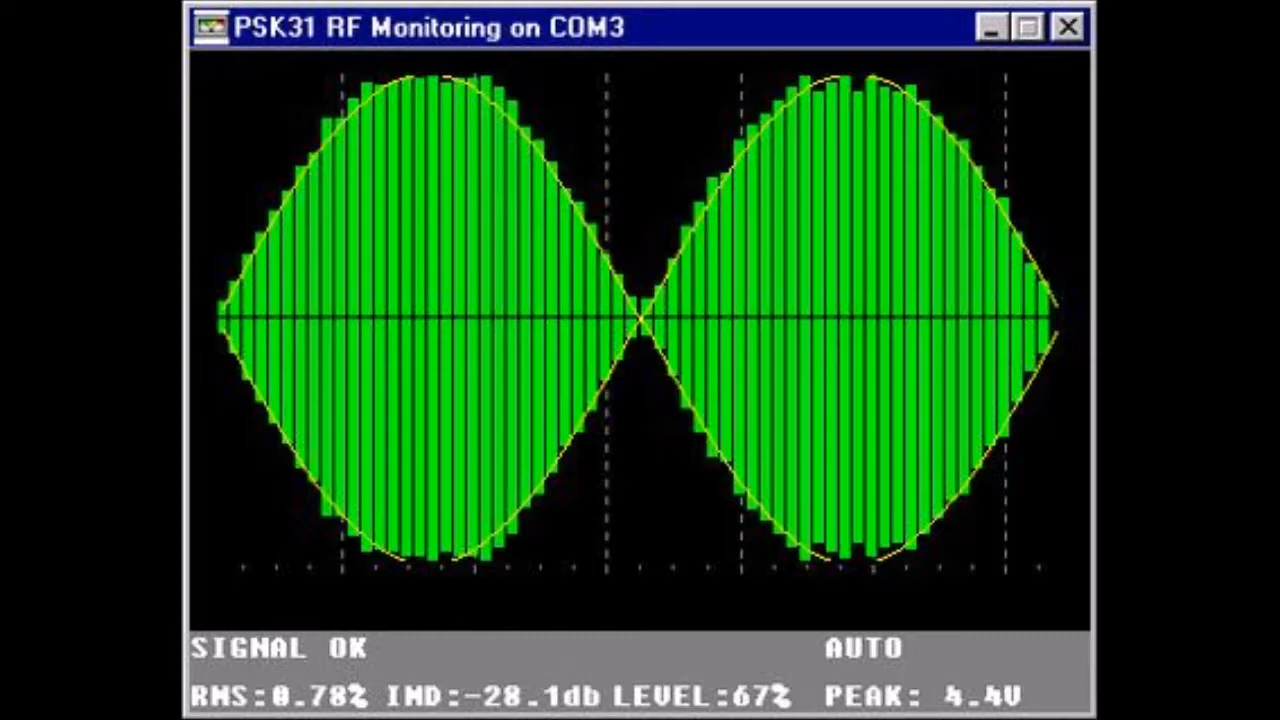 PSK31 RF Monitoring on COM3
SIGNAL OK AUTO
RMS:0.78% IMD:-28.1db LEVEL:67% PEAK: 4.4V